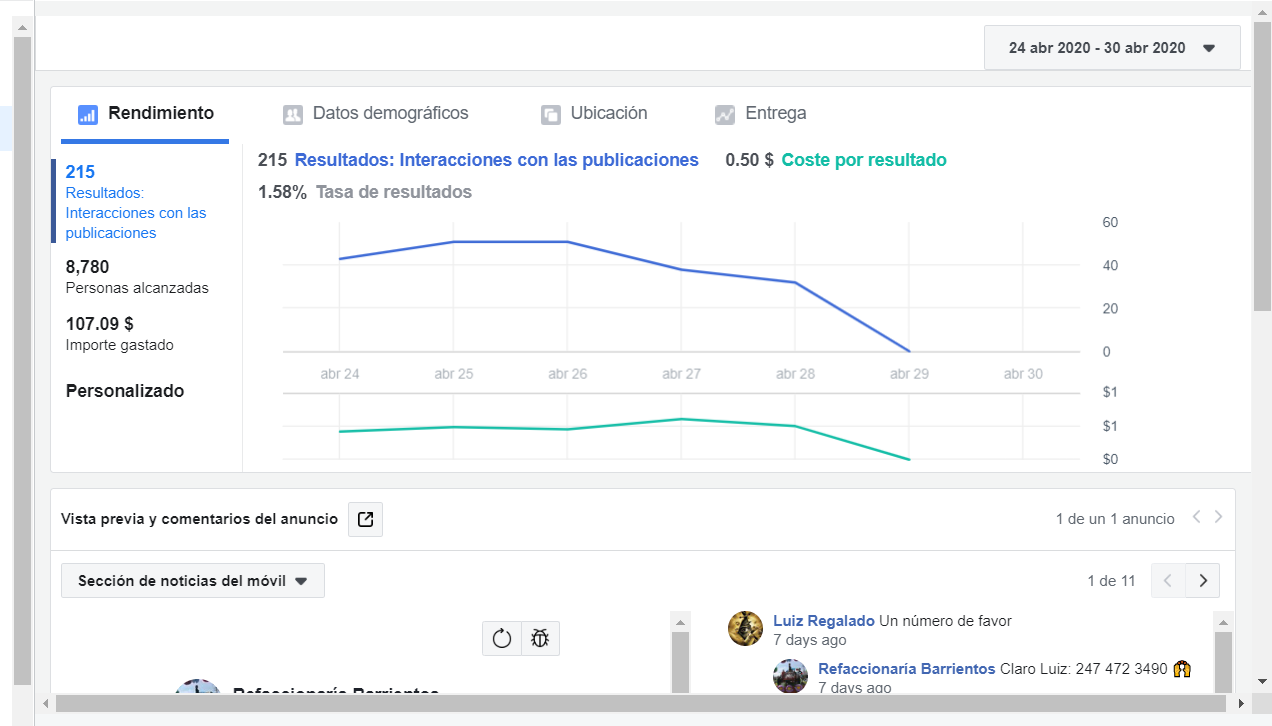 24 abr 2020 - 30 abr 2020
Rendimiento
Datos demográficos
Ubicación
Entrega
215
Resultados:
Interacciones con las
publicaciones
8,780
Personas alcanzadas
107.09 $
Importe gastado
Personalizado
215 Resultados: Interacciones con las publicaciones 0.50 $ Coste por resultado
1.58% Tasa de resultados
60
40
20
0
abr 24 abr 25 abr 26 abr 27 abr 28 abr 29 abr 30
$1
$1
$0
Vista previa y comentarios del anuncio
1 de un 1 anuncio
Sección de noticias del móvil
1 de 11
Refaccionaría Barrientos
Luiz Regalado Un número de favor
7 days ago
Refaccionaría Barrientos Claro Luiz: 247 472 3490
7 days ago